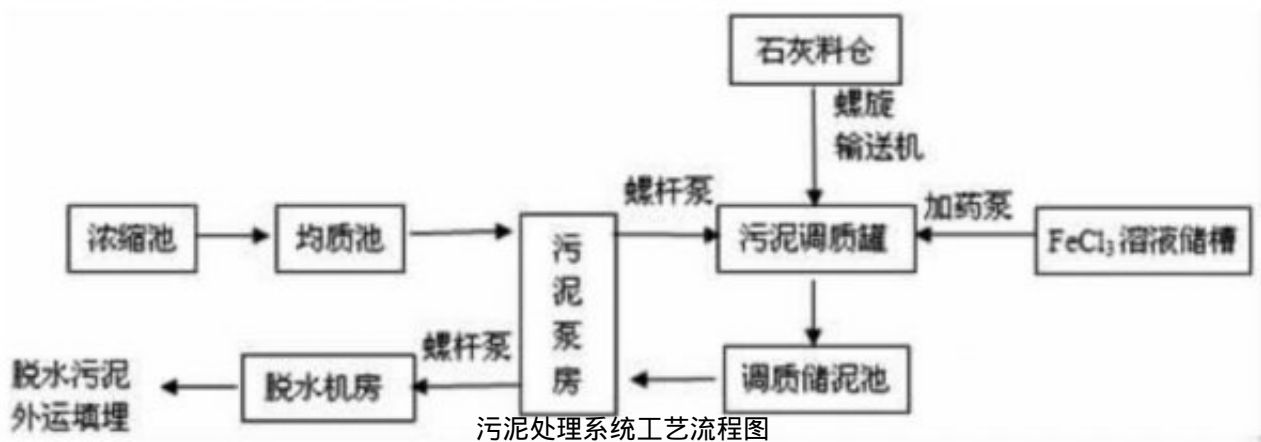 石灰料仓
螺旋
输送机
螺杆泵
加药泵
浓缩池
均质池
污泥泵房
污泥调质罐
FeCl₃溶液储槽
螺杆泵
脱水污泥
外运填埋
脱水机房
调质储泥池
污泥处理系统工艺流程图